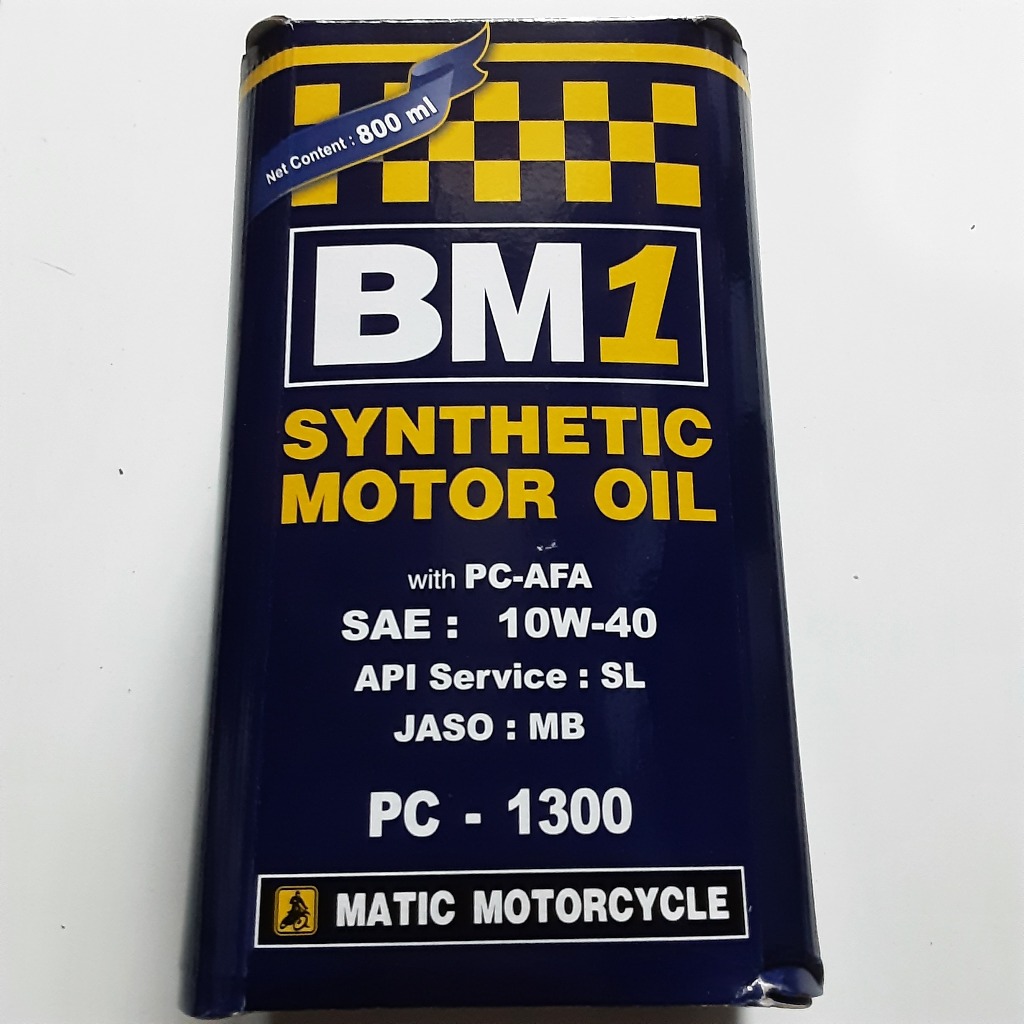 Net Content : 800 ml
BM1
SYNTHETIC
MOTOR OIL
with PC-AFA
SAE : 10W-40
API Service : SL
JASO : MB
PC - 1300
MATIC MOTORCYCLE